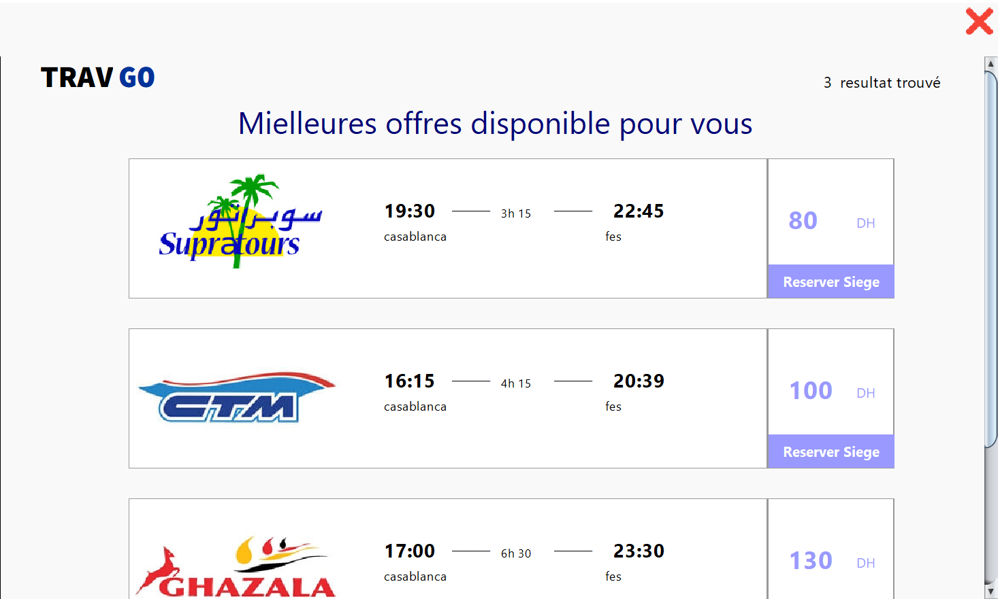 TRAV GO
3 resultat trouvé
Mielleures offres disponible pour vous
سوبراتور
Supratours
19:30 3h 15 22:45
casablanca fes
80 DH
Reserver Siege
CTM
16:15 4h 15 20:39
casablanca fes
100 DH
Reserver Siege
GHAZALA
17:00 6h 30 23:30
casablanca fes
130 DH